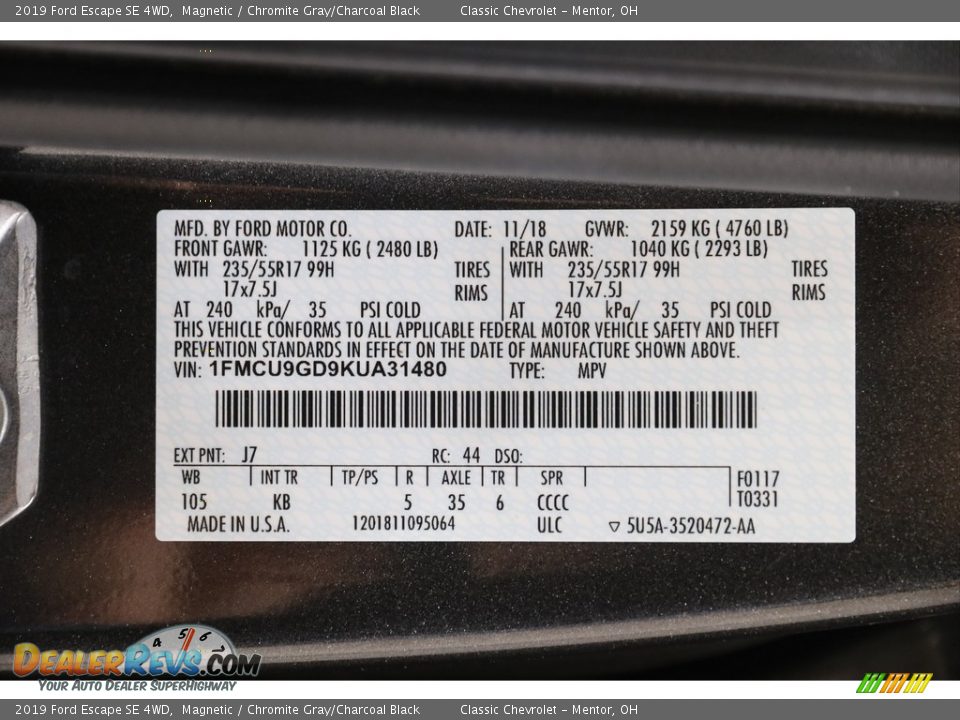 2019 Ford Escape SE 4WD, Magnetic / Chromite Gray/Charcoal Black Classic Chevrolet – Mentor, OH
MFD. BY FORD MOTOR CO. DATE: 11/18 GVWR: 2159 KG ( 4760 LB)
FRONT GAWR: 1125 KG ( 2480 LB) REAR GAWR: 1040 KG ( 2293 LB)
WITH 235/55R17 99H TIRES WITH 235/55R17 99H TIRES
17x7.5J RIMS 17x7.5J RIMS
AT 240 kPa/ 35 PSI COLD AT 240 kPa/ 35 PSI COLD
THIS VEHICLE CONFORMS TO ALL APPLICABLE FEDERAL MOTOR VEHICLE SAFETY AND THEFT
PREVENTION STANDARDS IN EFFECT ON THE DATE OF MANUFACTURE SHOWN ABOVE.
VIN: 1FMCU9GD9KUA31480 TYPE: MPV
EXT PNT: J7 RC: 44 DSO:
WB INT TR TP/PS R AXLE TR SPR F0117
105 KB 5 35 6 CCCC T0331
MADE IN U.S.A. 1201811095064 ULC ▽ 5U5A-3520472-AA
4 5 6
DEALERREVS.COM
YOUR AUTO DEALER SUPERHIGHWAY
2019 Ford Escape SE 4WD, Magnetic / Chromite Gray/Charcoal Black Classic Chevrolet – Mentor, OH